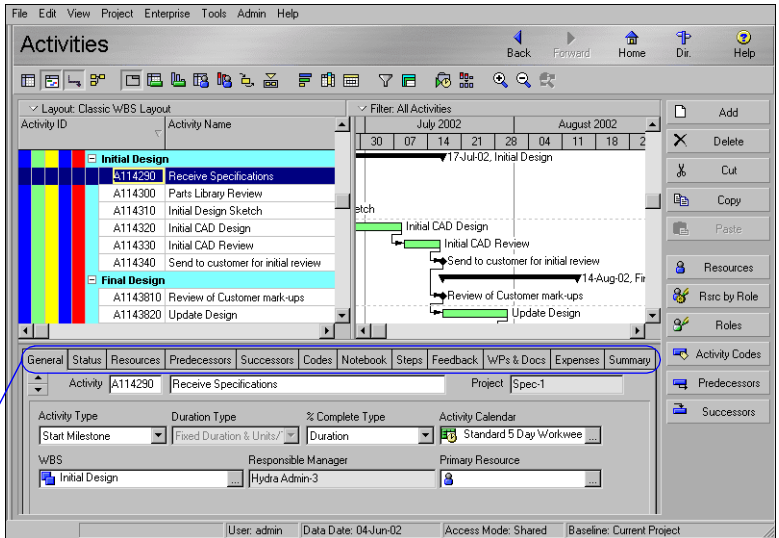 File Edit View Project Enterprise Tools Admin Help
Activities
Back Forward Home Dir. Help
Layout: Classic WBS Layout
Filter: All Activities
Activity ID Activity Name
July 2002 August 2002
30 07 14 21 28 04 11 18 2
Initial Design
17-Jul-02, Initial Design
A114290 Receive Specifications
A114300 Parts Library Review
A114310 Initial Design Sketch
etch
A114320 Initial CAD Design
Initial CAD Design
A114330 Initial CAD Review
Initial CAD Review
A114340 Send to customer for initial review
Send to customer for initial review
Final Design
14-Aug-02, Fir
A1143810 Review of Customer mark-ups
Review of Customer mark-ups
A1143820 Update Design
Update Design
Add
Delete
Cut
Copy
Paste
Resources
Rsrc by Role
Roles
Activity Codes
Predecessors
Successors
General Status Resources Predecessors Successors Codes Notebook Steps Feedback WPs & Docs Expenses Summary
Activity A114290 Receive Specifications Project Spec-1
Activity Type Duration Type % Complete Type Activity Calendar
Start Milestone Fixed Duration & Units/ Duration Standard 5 Day Workwee ...
WBS Responsible Manager Primary Resource
Initial Design ... Hydra Admin-3 ...
User: admin Data Date: 04-Jun-02 Access Mode: Shared Baseline: Current Project